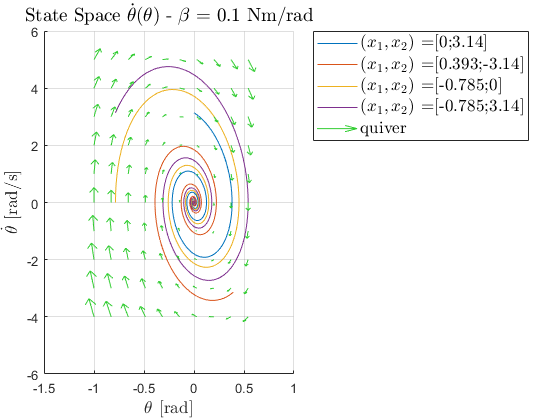 State Space θ̇(θ) - β = 0.1 Nm/rad
6
4
2
0
-2
-4
-6
-1.5
-1
-0.5
0
0.5
1
θ̇ [rad/s]
θ [rad]
(x₁, x₂) =[0;3.14]
(x₁, x₂) =[0.393;-3.14]
(x₁, x₂) =[-0.785;0]
(x₁, x₂) =[-0.785;3.14]
quiver